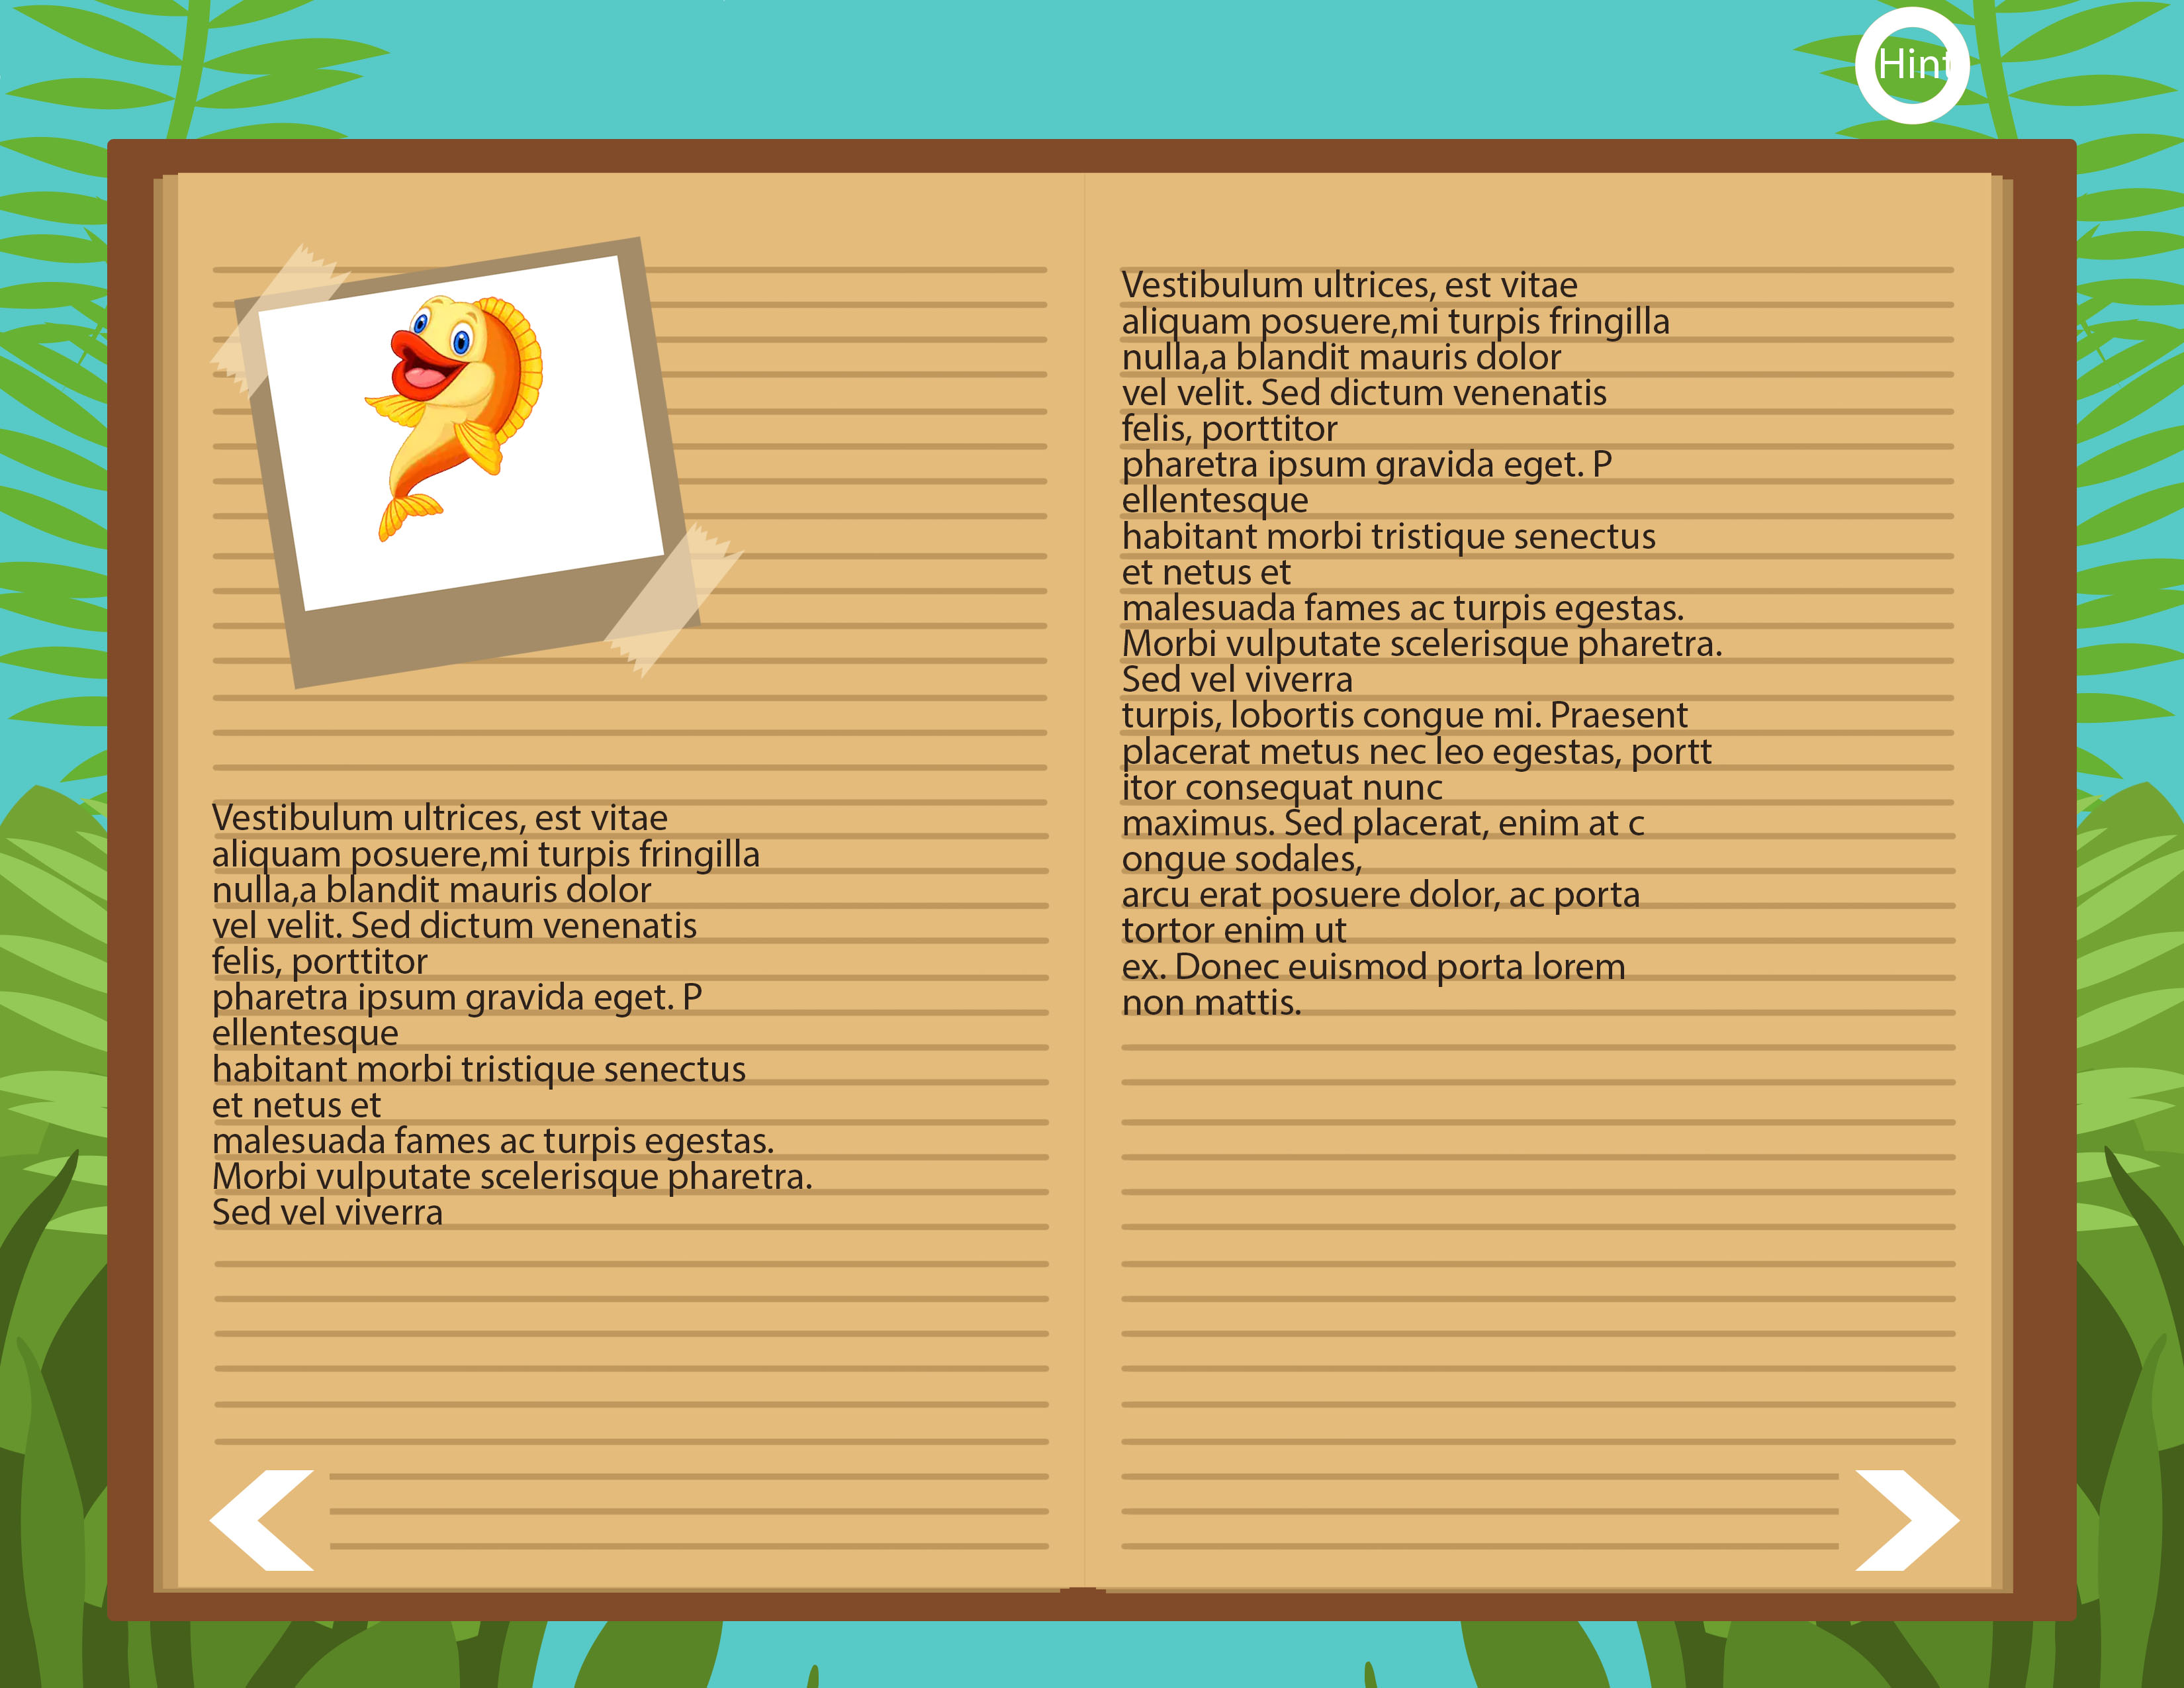 Hint
Vestibulum ultrices, est vitae
aliquam posuere,mi turpis fringilla
nulla,a blandit mauris dolor
vel velit. Sed dictum venenatis
felis, porttitor
pharetra ipsum gravida eget. P
ellentesque
habitant morbi tristique senectus
et netus et
malesuada fames ac turpis egestas.
Morbi vulputate scelerisque pharetra.
Sed vel viverra
Vestibulum ultrices, est vitae
aliquam posuere,mi turpis fringilla
nulla,a blandit mauris dolor
vel velit. Sed dictum venenatis
felis, porttitor
pharetra ipsum gravida eget. P
ellentesque
habitant morbi tristique senectus
et netus et
malesuada fames ac turpis egestas.
Morbi vulputate scelerisque pharetra.
Sed vel viverra
turpis, lobortis congue mi. Praesent
placerat metus nec leo egestas, portt
itor consequat nunc
maximus. Sed placerat, enim at c
ongue sodales,
arcu erat posuere dolor, ac porta
tortor enim ut
ex. Donec euismod porta lorem
non mattis.